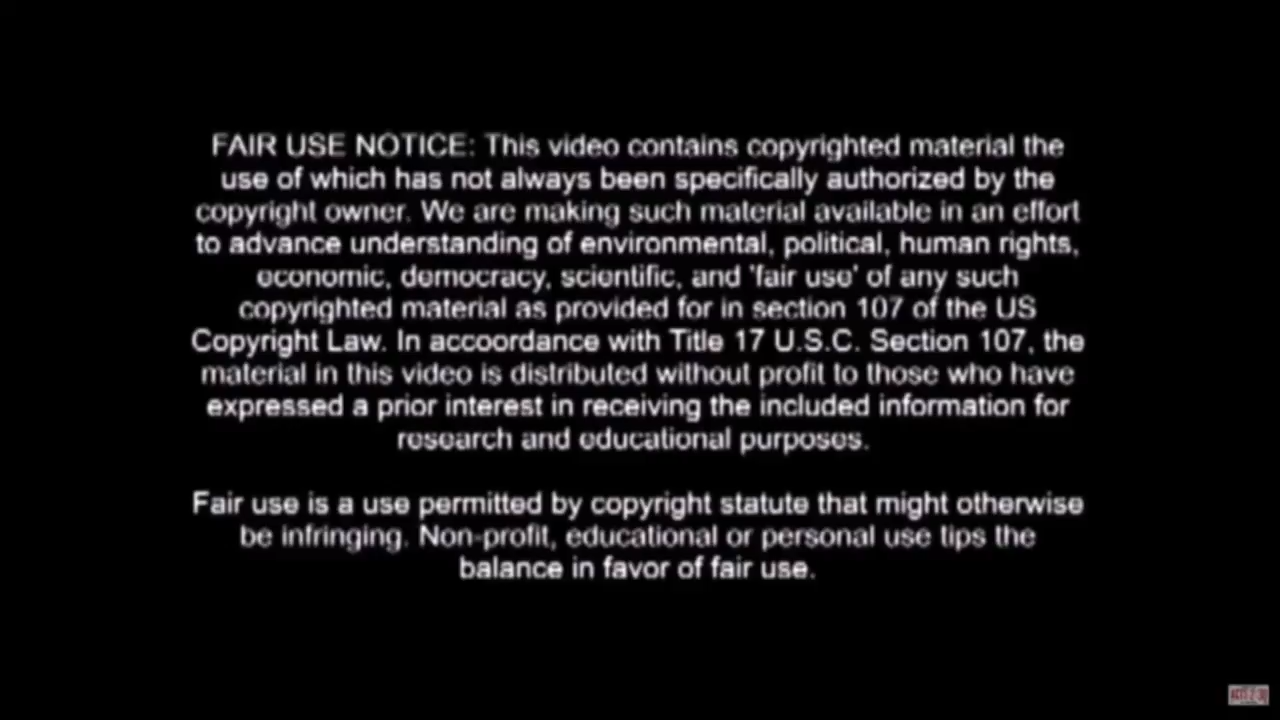 FAIR USE NOTICE: This video contains copyrighted material the
use of which has not always been specifically authorized by the
copyright owner. We are making such material available in an effort
to advance understanding of environmental, political, human rights,
economic, democracy, scientific, and 'fair use' of any such
copyrighted material as provided for in section 107 of the US
Copyright Law. In accoordance with Title 17 U.S.C. Section 107, the
material in this video is distributed without profit to those who have
expressed a prior interest in receiving the included information for
research and educational purposes.
Fair use is a use permitted by copyright statute that might otherwise
be infringing. Non-profit, educational or personal use tips the
balance in favor of fair use.